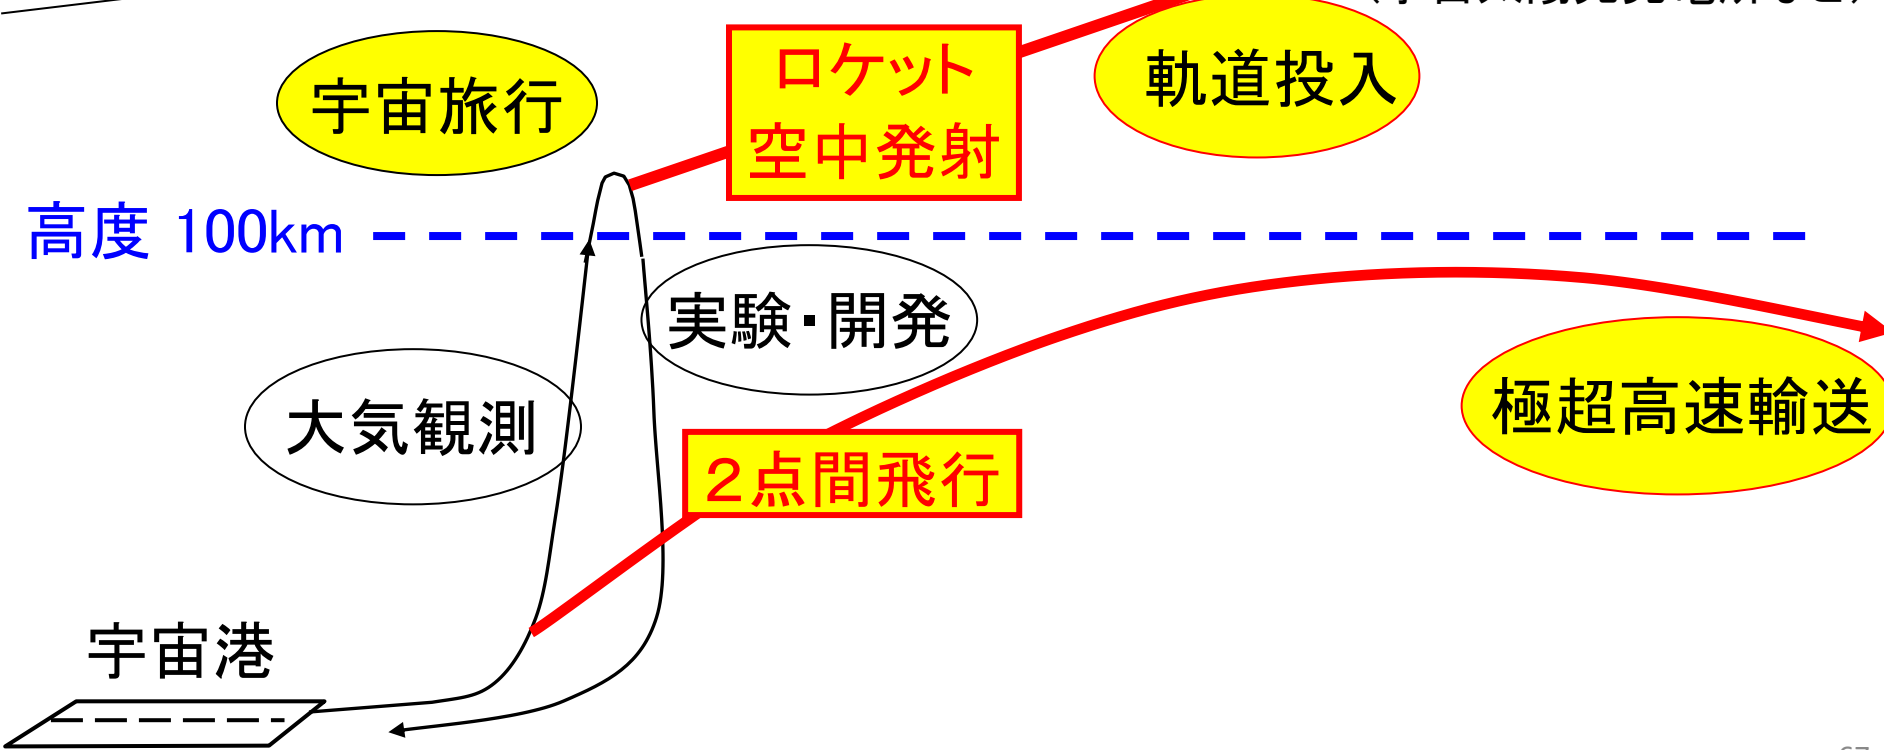 ロケット
空中発射
軌道投入
宇宙旅行
高度 100km
実験・開発
大気観測
極超高速輸送
２点間飛行
宇宙港